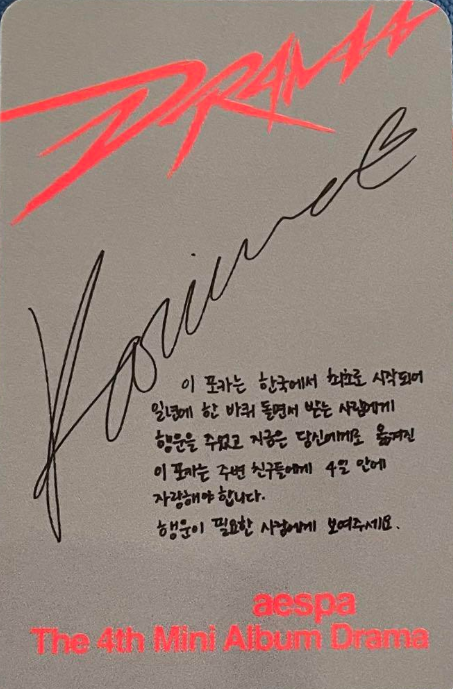 DRAMA
Karina
이 포카는 한국에서 최초로 시작되어
일년에 한 바퀴 돌면서 받는 사람에게
행운을 주었고 지금은 당신에게로 옮겨진
이 포카는 주변 친구들에게 4일 안에
자랑해야 합니다.
행운이 필요한 사람에게 보여주세요.
aespa
The 4th Mini Album Drama